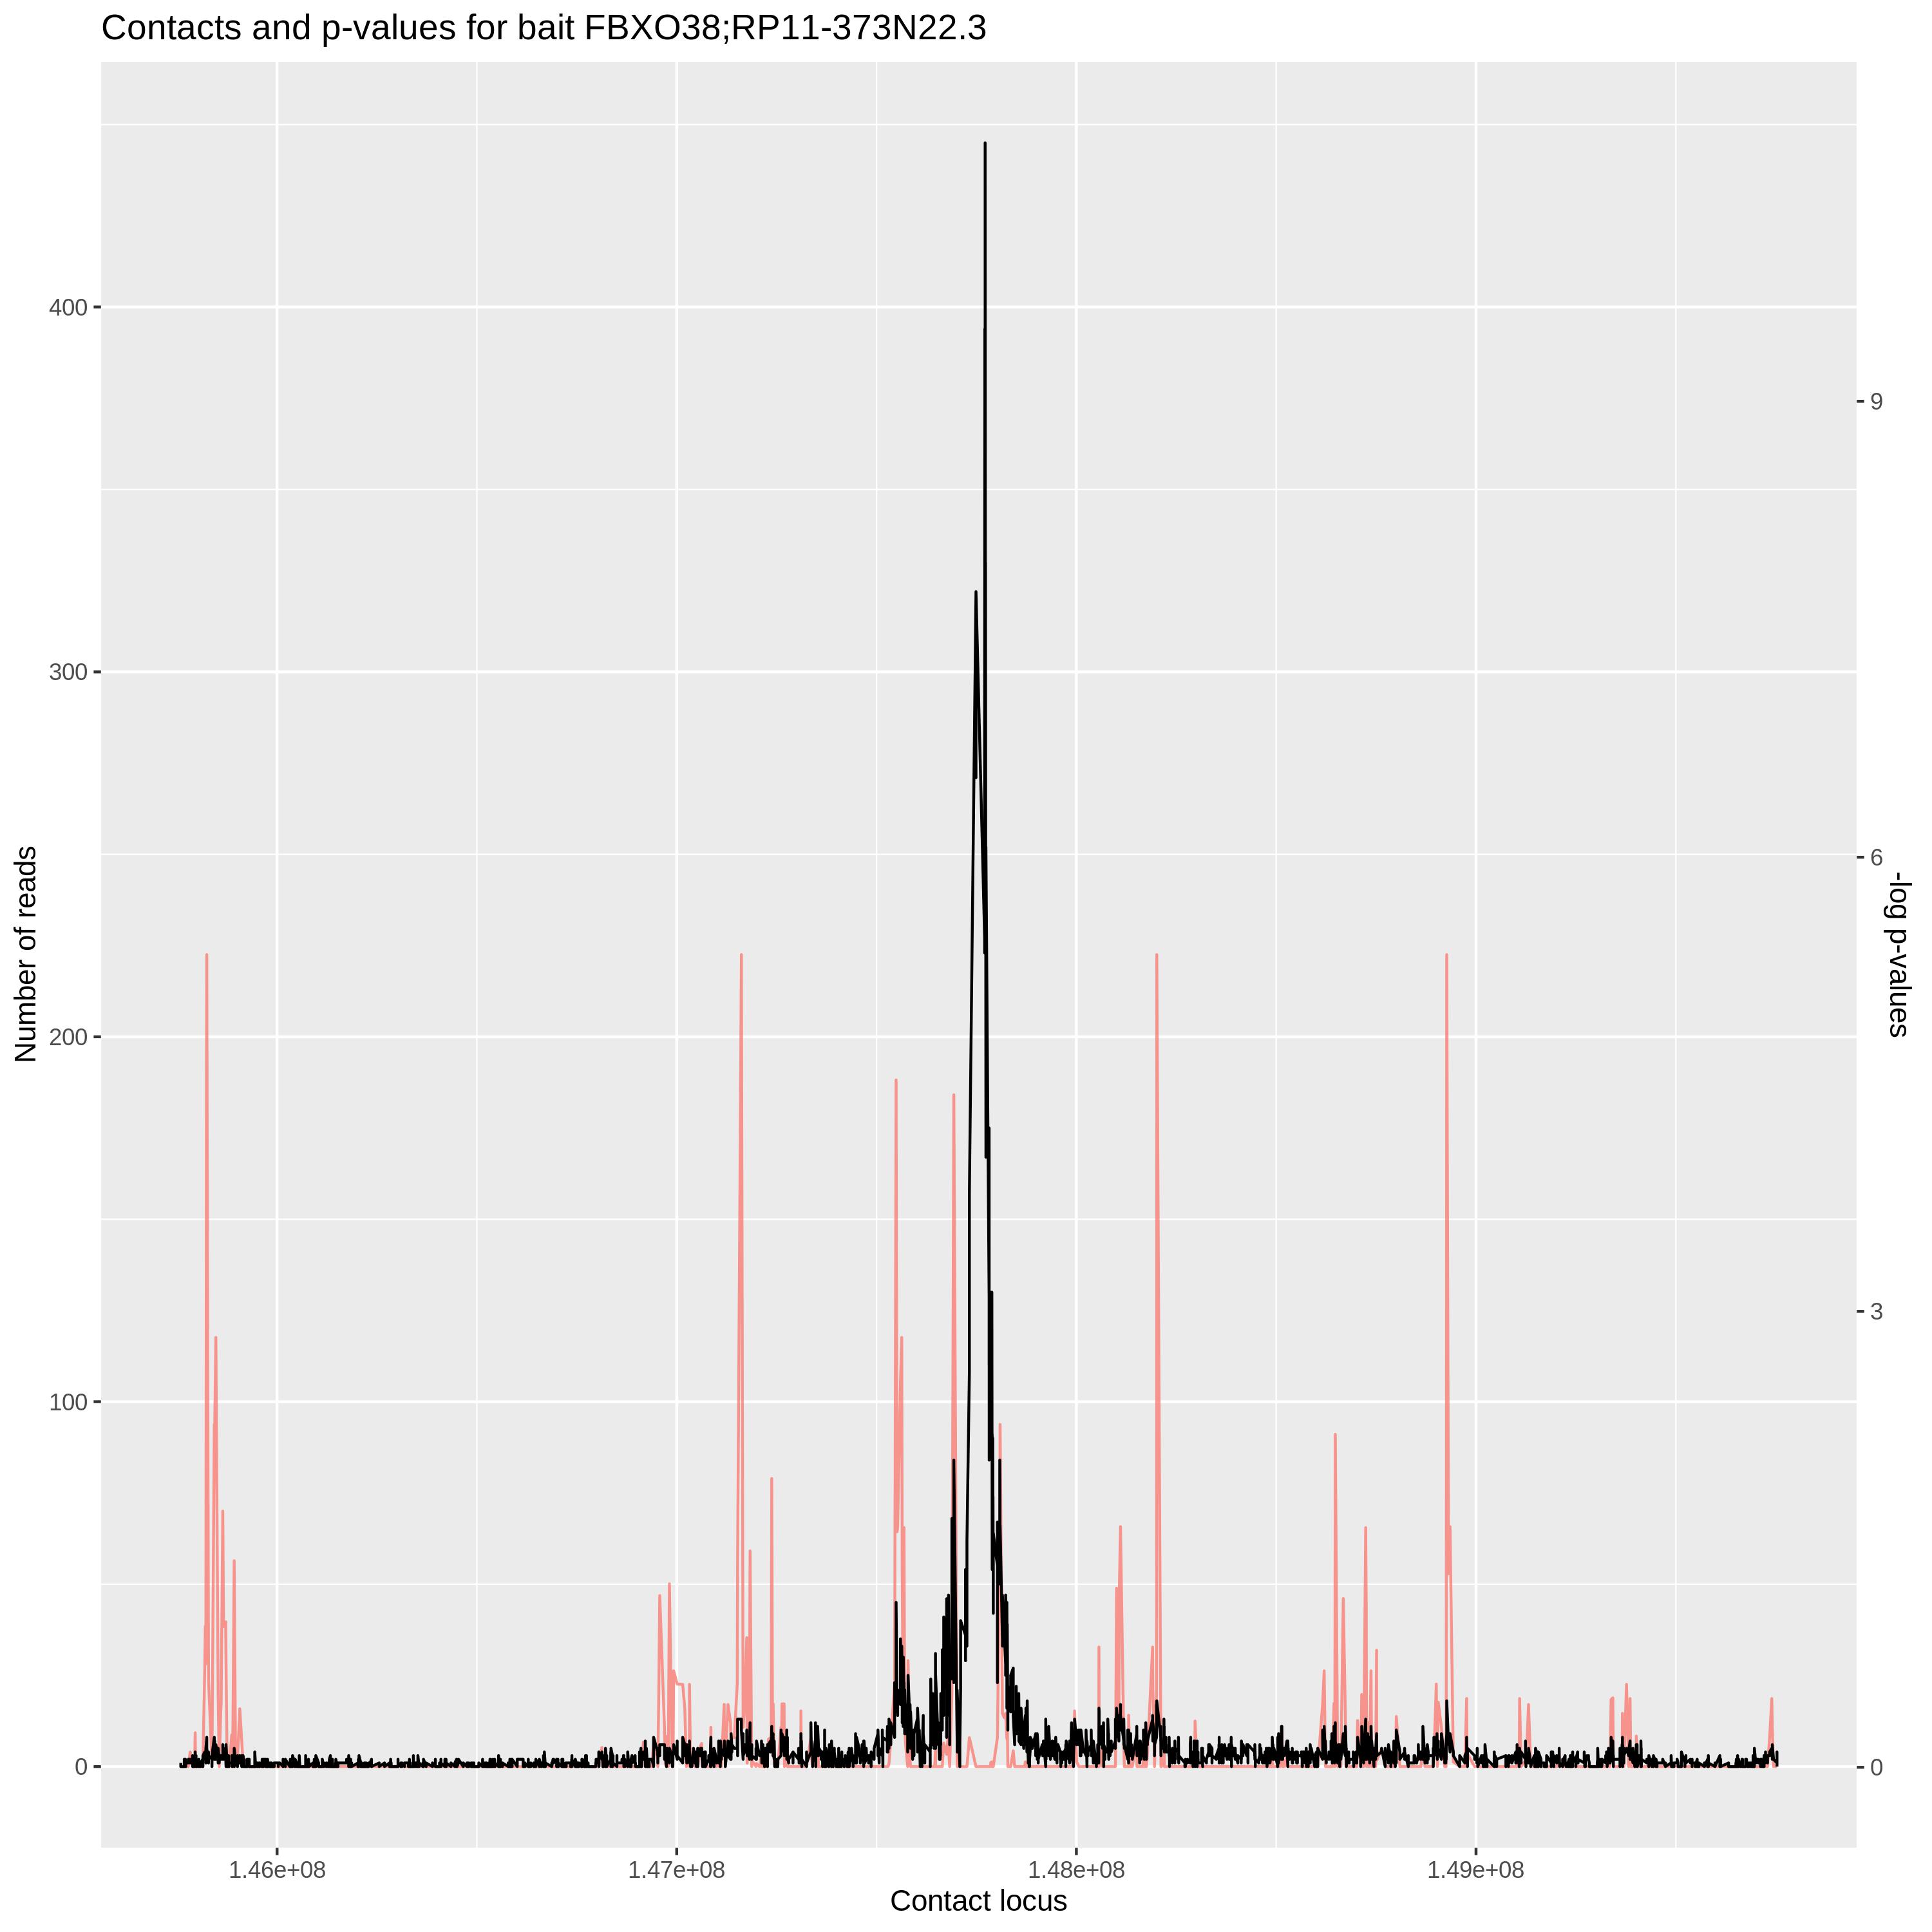 Contacts and p-values for bait FBXO38;RP11-373N22.3
400
300
200
100
0
Number of reads
9
6
3
0
-log p-values
1.46e+08
1.47e+08
1.48e+08
1.49e+08
Contact locus